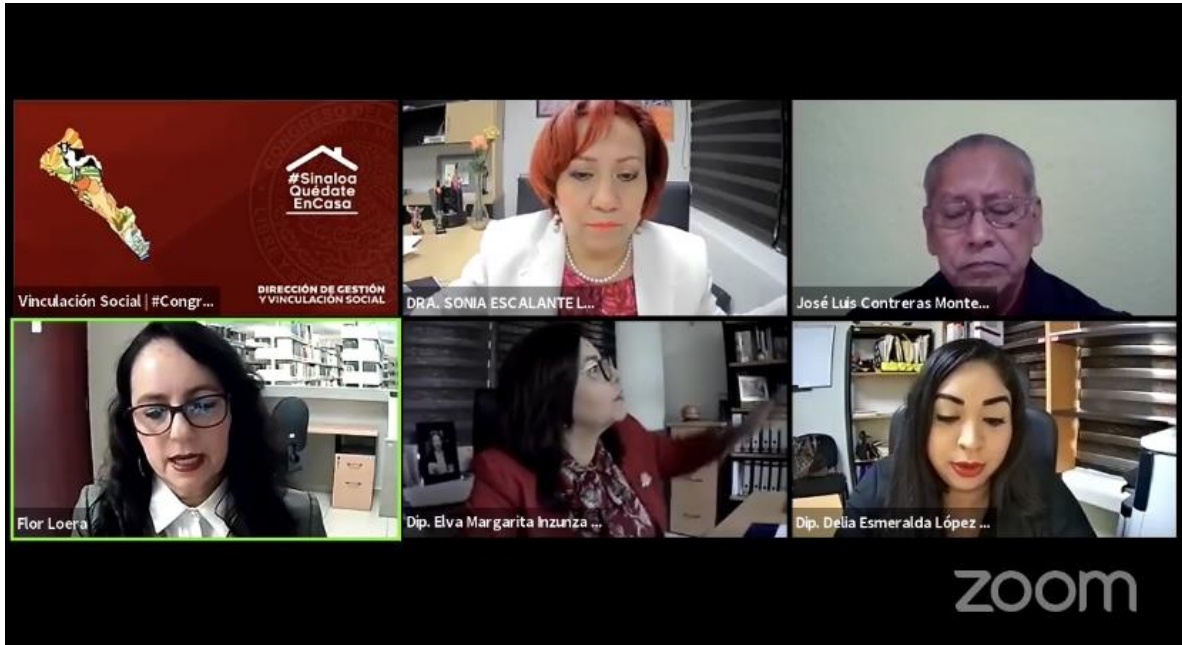 #Sinaloa
Quédate
EnCasa
DIRECCIÓN DE GESTIÓN
Y VINCULACIÓN SOCIAL
Vinculación Social | #Congr...
DRA. SONIA ESCALANTE L...
José Luis Contreras Monte...
Flor Loera
Dip. Elva Margarita Inzunza ...
Dip. Delia Esmeralda López ...
zoom